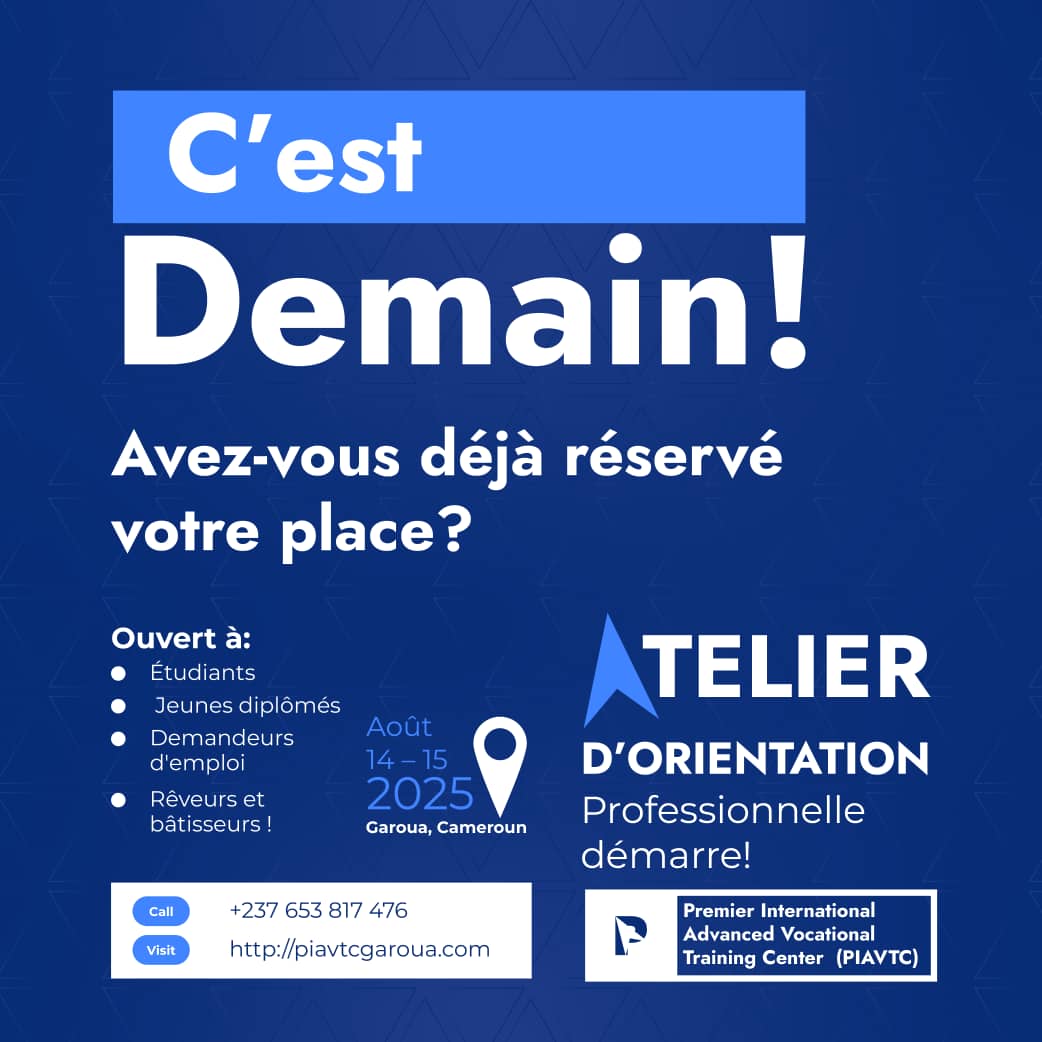 C'est
Demain!
Avez-vous déjà réservé
votre place?
Ouvert à:
Étudiants
Jeunes diplômés
Demandeurs
d'emploi
Rêveurs et
bâtisseurs !
Août
14 – 15
2025
Garoua, Cameroun
ATELIER
D'ORIENTATION
Professionnelle
démarre!
Call +237 653 817 476
Visit http://piavtcgaroua.com
Premier International
Advanced Vocational
Training Center (PIAVTC)